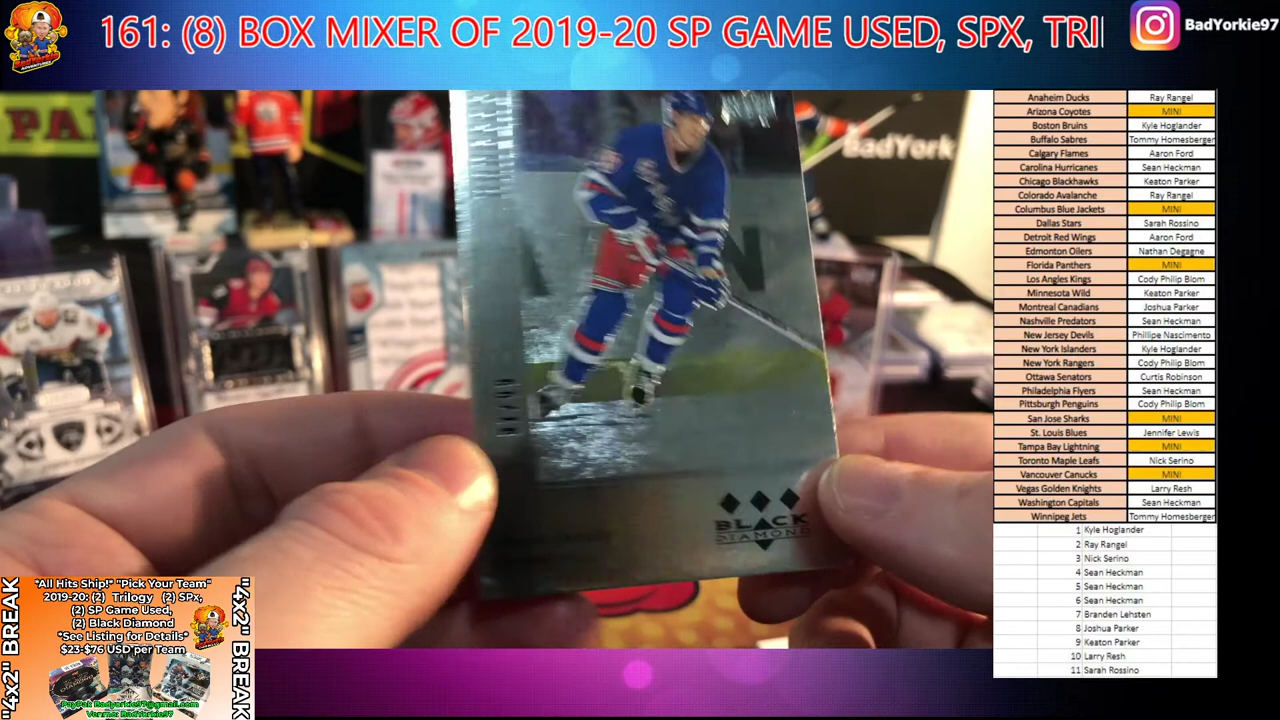 161: (8) BOX MIXER OF 2019-20 SP GAME USED, SPX, TRI
BadYorkie97
Anaheim Ducks Ray Rangel
Arizona Coyotes MINI
Boston Bruins Kyle Hoglander
Buffalo Sabres Tommy Homesberger
Calgary Flames Aaron Ford
Carolina Hurricanes Sean Heckman
Chicago Blackhawks Keaton Parker
Colorado Avalanche Ray Rangel
Columbus Blue Jackets MINI
Dallas Stars Sarah Rossino
Detroit Red Wings Aaron Ford
Edmonton Oilers Nathan Degagne
Florida Panthers MINI
Los Angeles Kings Cody Philip Blom
Minnesota Wild Keaton Parker
Montreal Canadians Joshua Parker
Nashville Predators Sean Heckman
New Jersey Devils Phillipe Nascimento
New York Islanders Kyle Hoglander
New York Rangers Cody Philip Blom
Ottawa Senators Curtis Robinson
Philadelphia Flyers Sean Heckman
Pittsburgh Penguins Cody Philip Blom
San Jose Sharks MINI
St. Louis Blues Jennifer Lewis
Tampa Bay Lightning MINI
Toronto Maple Leafs Nick Serino
Vancouver Canucks MINI
Vegas Golden Knights Larry Resh
Washington Capitals Sean Heckman
Winnipeg Jets Tommy Homesberger
1 Kyle Hoglander
2 Ray Rangel
3 Nick Serino
4 Sean Heckman
5 Sean Heckman
6 Sean Heckman
7 Branden Lehsten
8 Joshua Parker
9 Keaton Parker
10 Larry Resh
11 Sarah Rossino
PA
BadYork
BLACK
DIAMOND
"4x2" BREAK
"All Hits Ship!" "Pick Your Team"
2019-20: (2) Trilogy (2) SPx,
(2) SP Game Used,
(2) Black Diamond
"See Listing for Details"
$23-$76 USD per Team
PayPal: Badyorkie97@gmail.com
Venmo: BadYorkie97
"4x2" BREAK